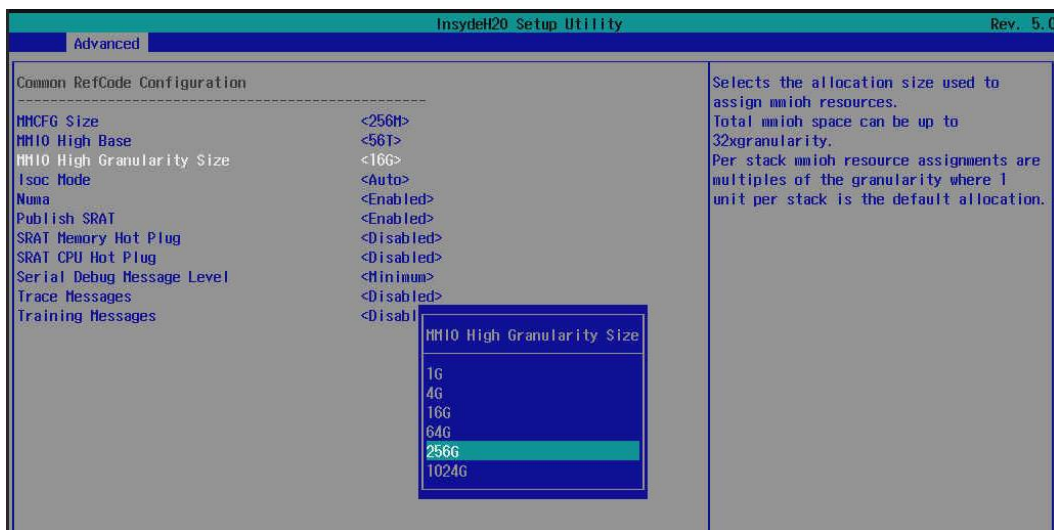 InsydeH20 Setup Utility
Rev. 5.0
Advanced
Common RefCode Configuration
MMCFG Size <256M>
MMIO High Base <56T>
MMIO High Granularity Size <16G>
Isoc Mode <Auto>
Numa <Enabled>
Publish SRAT <Enabled>
SRAT Memory Hot Plug <Disabled>
SRAT CPU Hot Plug <Disabled>
Serial Debug Message Level <Minimum>
Trace Messages <Disabled>
Training Messages <Disabl
MMIO High Granularity Size
1G
4G
16G
64G
256G
1024G
Selects the allocation size used to
assign mmioh resources.
Total mmioh space can be up to
32xgranularity.
Per stack mmioh resource assignments are
multiples of the granularity where 1
unit per stack is the default allocation.